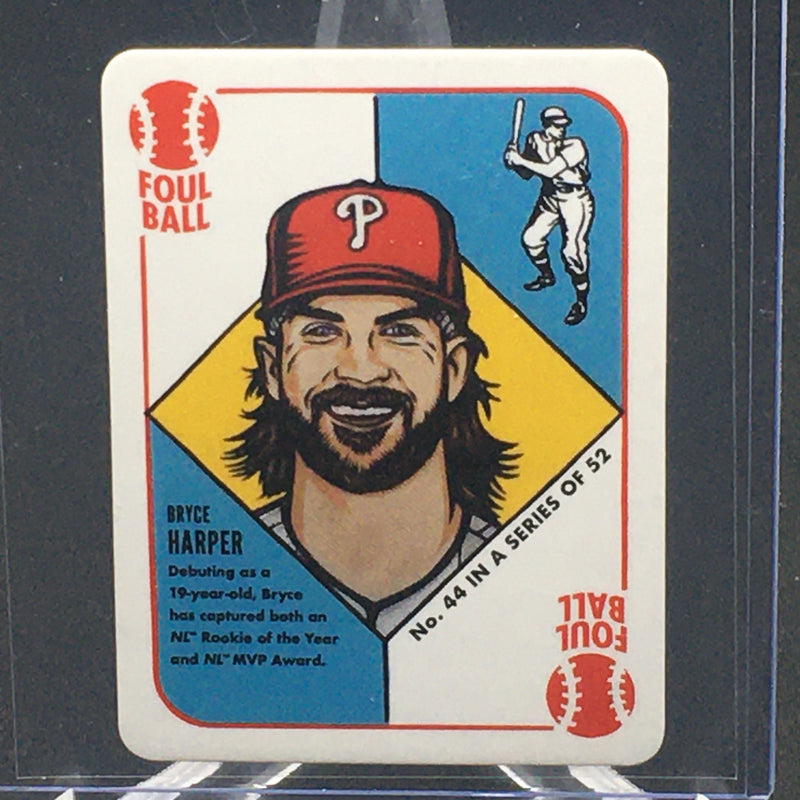 FOUL
BALL
P
BRYCE
HARPER
Debuting as a
19-year-old, Bryce
has captured both an
NL™ Rookie of the Year
and NL™ MVP Award.
No. 44 IN A SERIES OF 52
FOUL
BALL